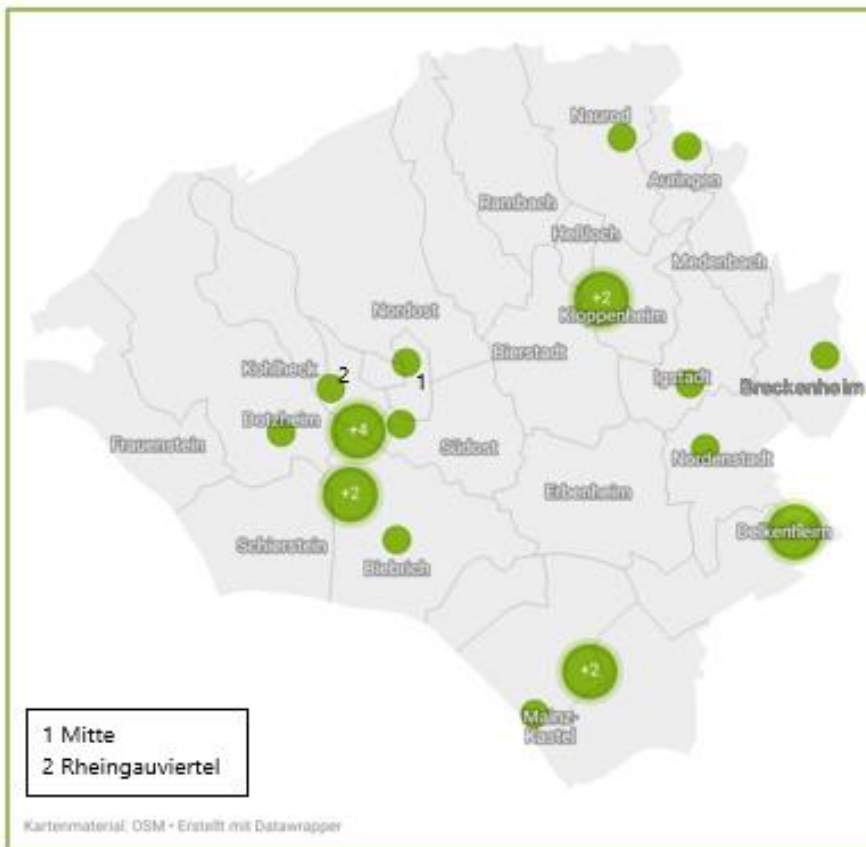 Naurod
Auringen
Rambach
Heßloch
Medenbach
+2
Kloppenheim
Nordost
Bierstadt
1
Kohlheck
2
Igstadt
Breckenheim
Dotzheim
+4
Frauenstein
Südost
Nordenstadt
+2
Erbenheim
Delkenheim
Schierstein
Biebrich
+2
Mainz-
Kastel
1 Mitte
2 Rheingauviertel
Kartenmaterial: OSM • Erstellt mit Datawrapper